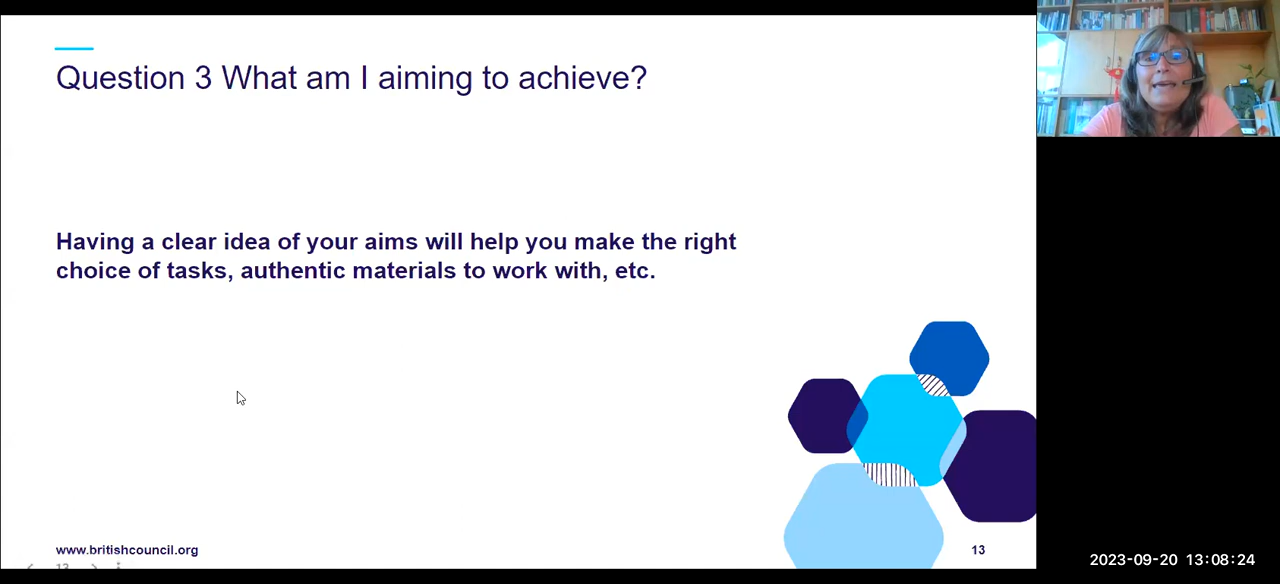 Question 3 What am I aiming to achieve?
Having a clear idea of your aims will help you make the right
choice of tasks, authentic materials to work with, etc.
www.britishcouncil.org
13
13
2023-09-20 13:08:24